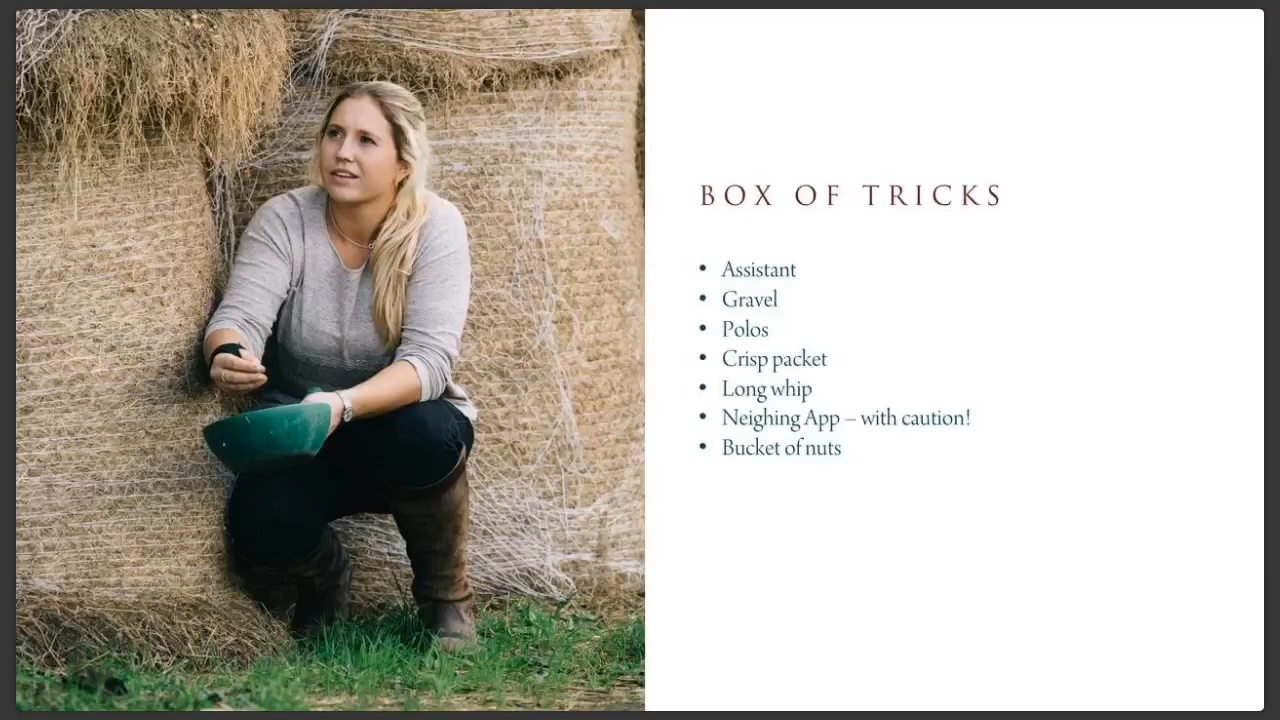 BOX OF TRICKS
• Assistant
• Gravel
• Polos
• Crisp packet
• Long whip
• Neighing App – with caution!
• Bucket of nuts